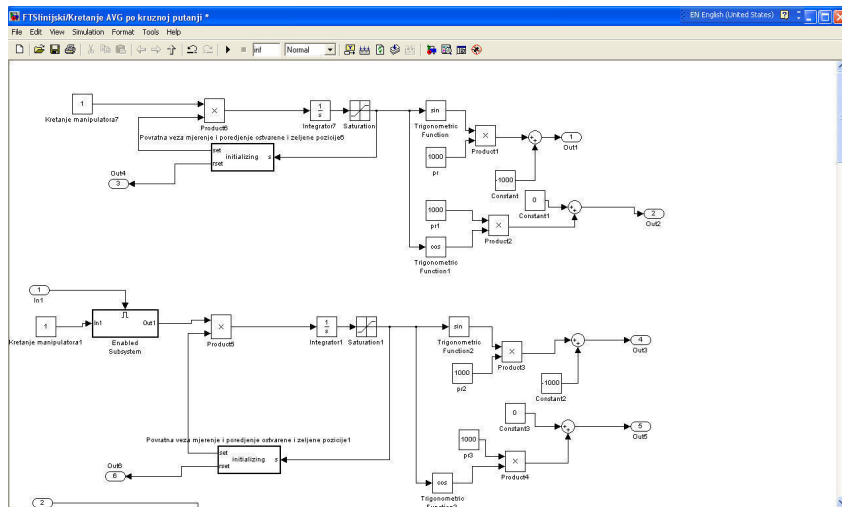 FTSlinijski/Kretanje AVG po kruznoj putanji *
EN English (United States)
File Edit View Simulation Format Tools Help
inf Normal
1
Kretanje manipulatora7
×
Product6
1
s
Integrator7
Saturation
Povratna veza mjerenje i poredjenje ostvarene i zeljene pozicije6
set
rset
initializing
s
Out4
3
sin
Trigonometric
Function
1000
pr
×
Product1
-1000
Constant
1
Out1
1000
pr1
×
Product2
0
Constant1
2
Out2
cos
Trigonometric
Function1
1
In1
1
Kretanje manipulatora1
In1
Out1
Enabled
Subsystem
×
Product5
1
s
Integrator1
Saturation1
sin
Trigonometric
Function2
1000
pr2
×
Product3
-1000
Constant2
4
Out3
Povratna veza mjerenje i poredjenje ostvarene i zeljene pozicije1
set
rset
initializing
s
Out6
6
0
Constant3
5
Out5
1000
pr3
×
Product4
cos
Trigonometric
2